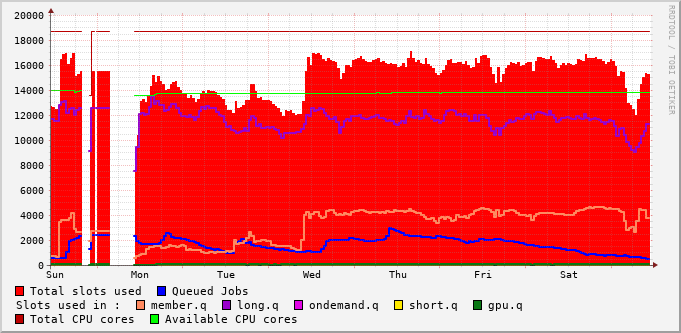 20000
18000
16000
14000
12000
10000
8000
6000
4000
2000
0
Sun Mon Tue Wed Thu Fri Sat
RRDTOOL / TOBI OETIKER
Total slots used Queued Jobs
Slots used in : member.q long.q ondemand.q short.q gpu.q
Total CPU cores Available CPU cores